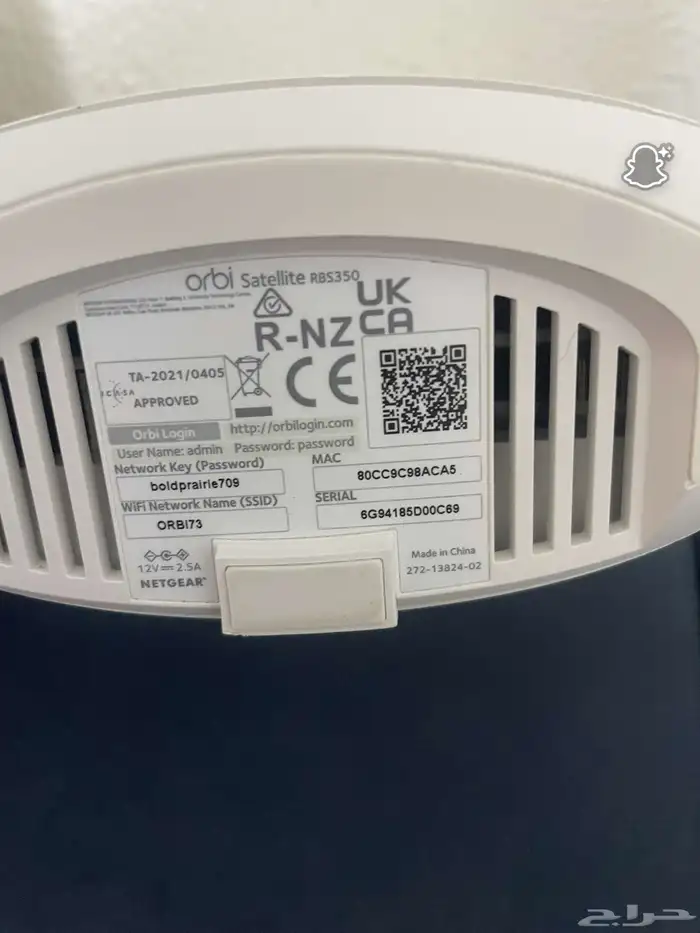 orbi Satellite RBS350
UK
CA
R-NZ
CE
TA-2021/0405
ICASA
APPROVED
Orbi Login http://orbilogin.com
User Name: admin Password: password
Network Key (Password)
boldprairie709
WiFi Network Name (SSID)
ORBI73
MAC
80CC9C98ACA5
SERIAL
6G94185D00C69
12V 2.5A
NETGEAR
Made in China
272-13824-02
حراج